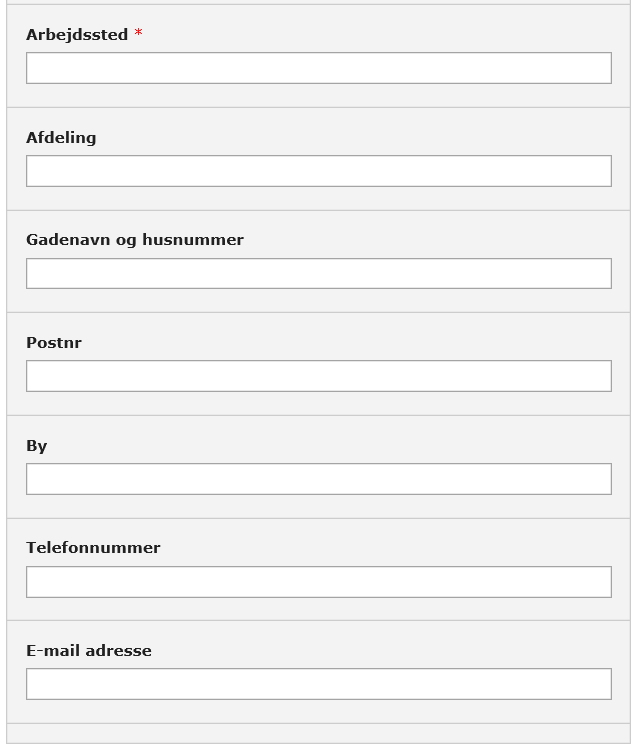 Arbejdssted *
Afdeling
Gadenavn og husnummer
Postnr
By
Telefonnummer
E-mail adresse